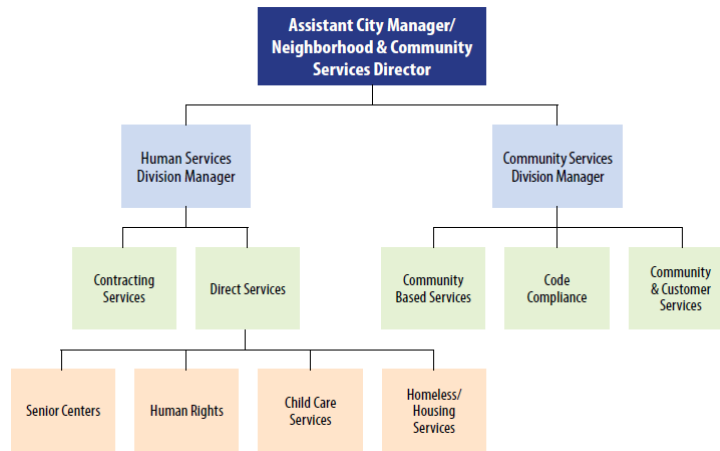 Assistant City Manager/
Neighborhood & Community
Services Director
Human Services
Division Manager
Community Services
Division Manager
Contracting
Services
Direct Services
Community
Based Services
Code
Compliance
Community
& Customer
Services
Senior Centers
Human Rights
Child Care
Services
Homeless/
Housing
Services